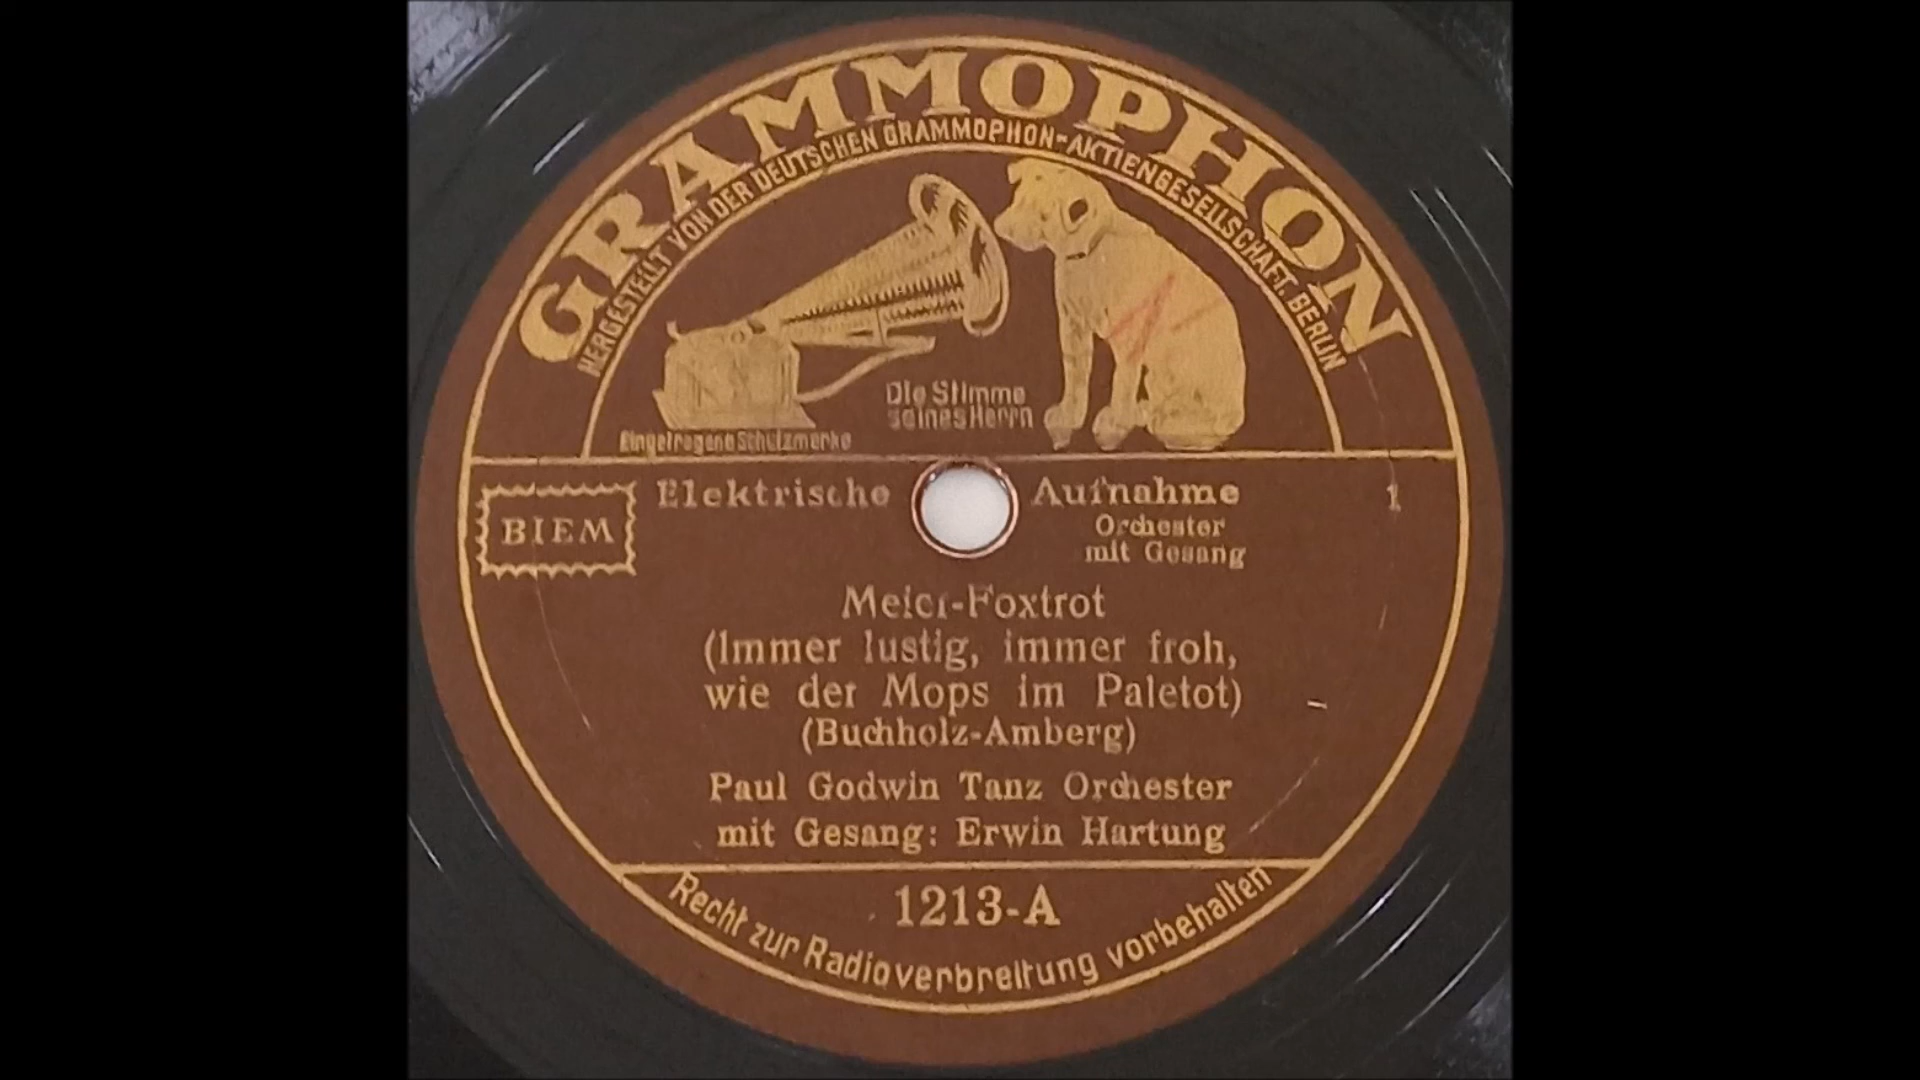 GRAMMOPHON
HERGESTELLT VON DER DEUTSCHEN GRAMMOPHON-AKTIENGESELLSCHAFT. BERLIN
Die Stimme
seines Herrn
Eingetragene Schutzmarke
Elektrische Aufnahme 1
BIEM
Orchester
mit Gesang
Meier-Foxtrot
(Immer lustig, immer froh,
wie der Mops im Paletot)
(Buchholz-Amberg)
Paul Godwin Tanz Orchester
mit Gesang: Erwin Hartung
1213-A
Recht zur Radioverbreitung vorbehalten